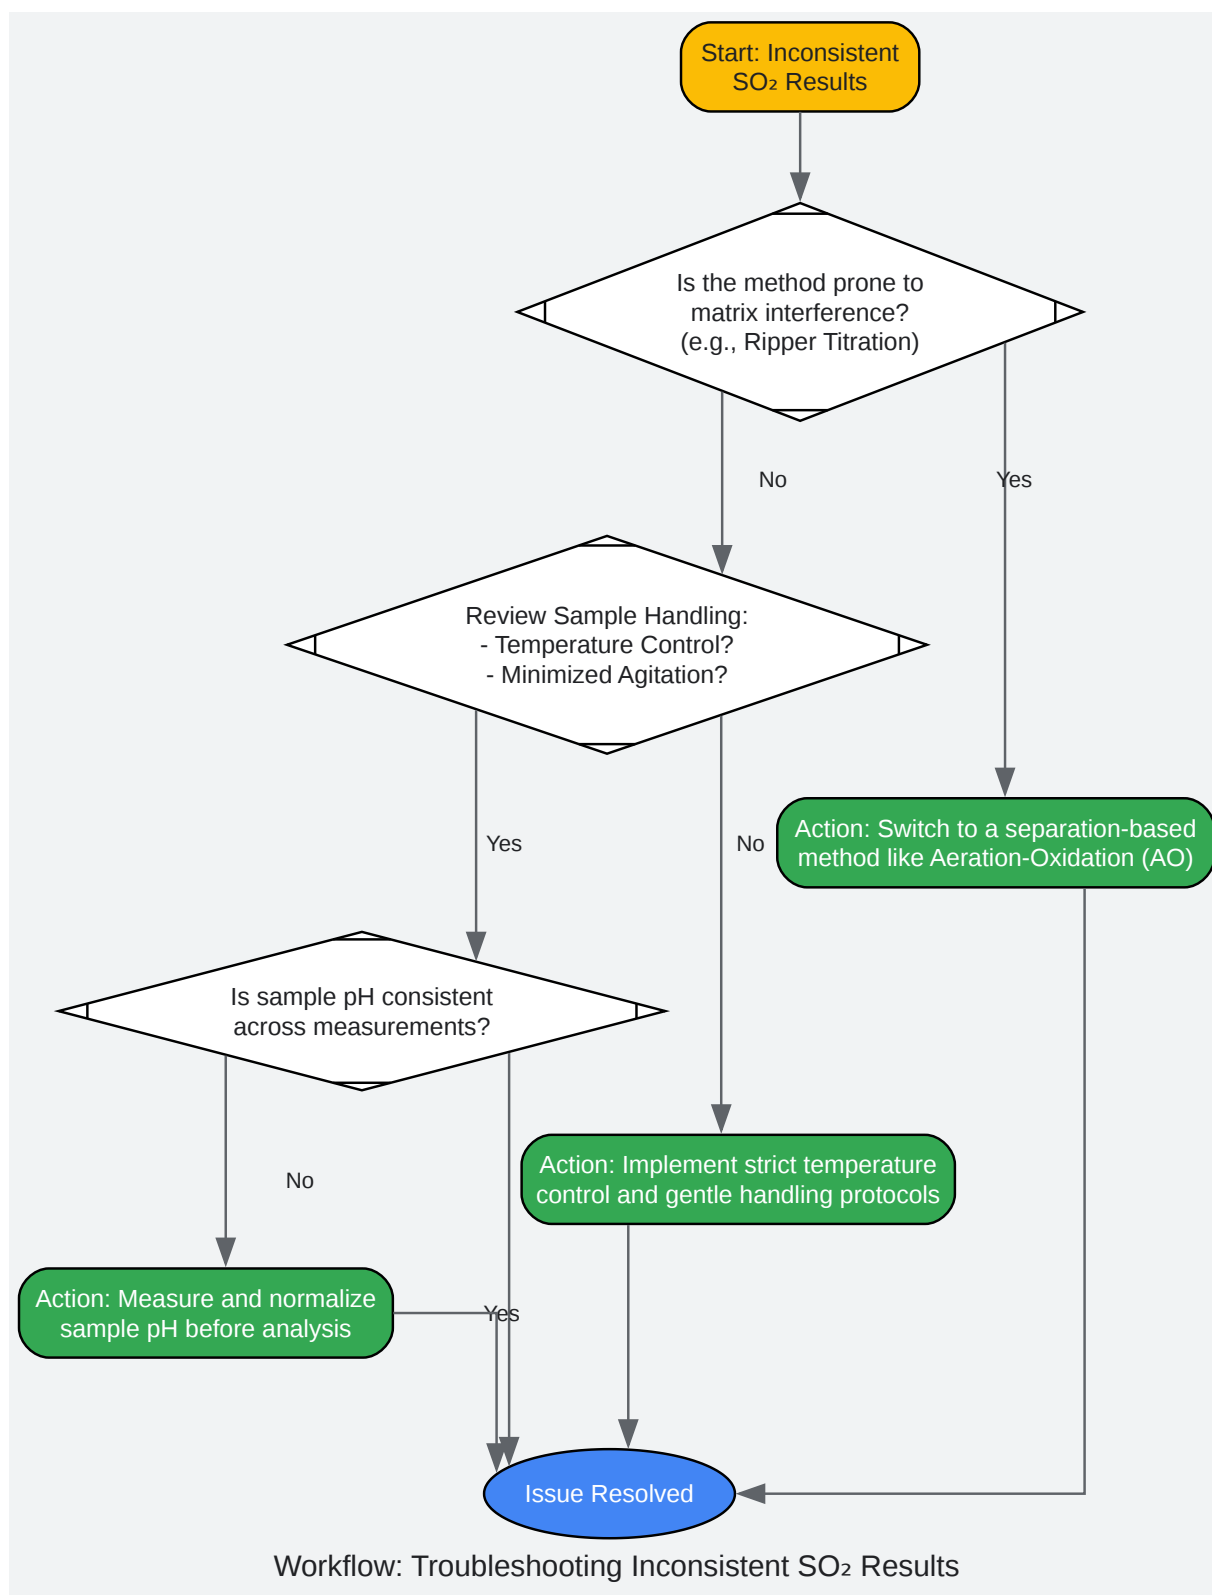 Start: Inconsistent
SO₂ Results
Is the method prone to
matrix interference?
(e.g., Ripper Titration)
No
Yes
Review Sample Handling:
- Temperature Control?
- Minimized Agitation?
Action: Switch to a separation-based
method like Aeration-Oxidation (AO)
Yes
No
Is sample pH consistent
across measurements?
Action: Implement strict temperature
control and gentle handling protocols
No
Action: Measure and normalize
sample pH before analysis
Yes
Issue Resolved
Workflow: Troubleshooting Inconsistent SO₂ Results